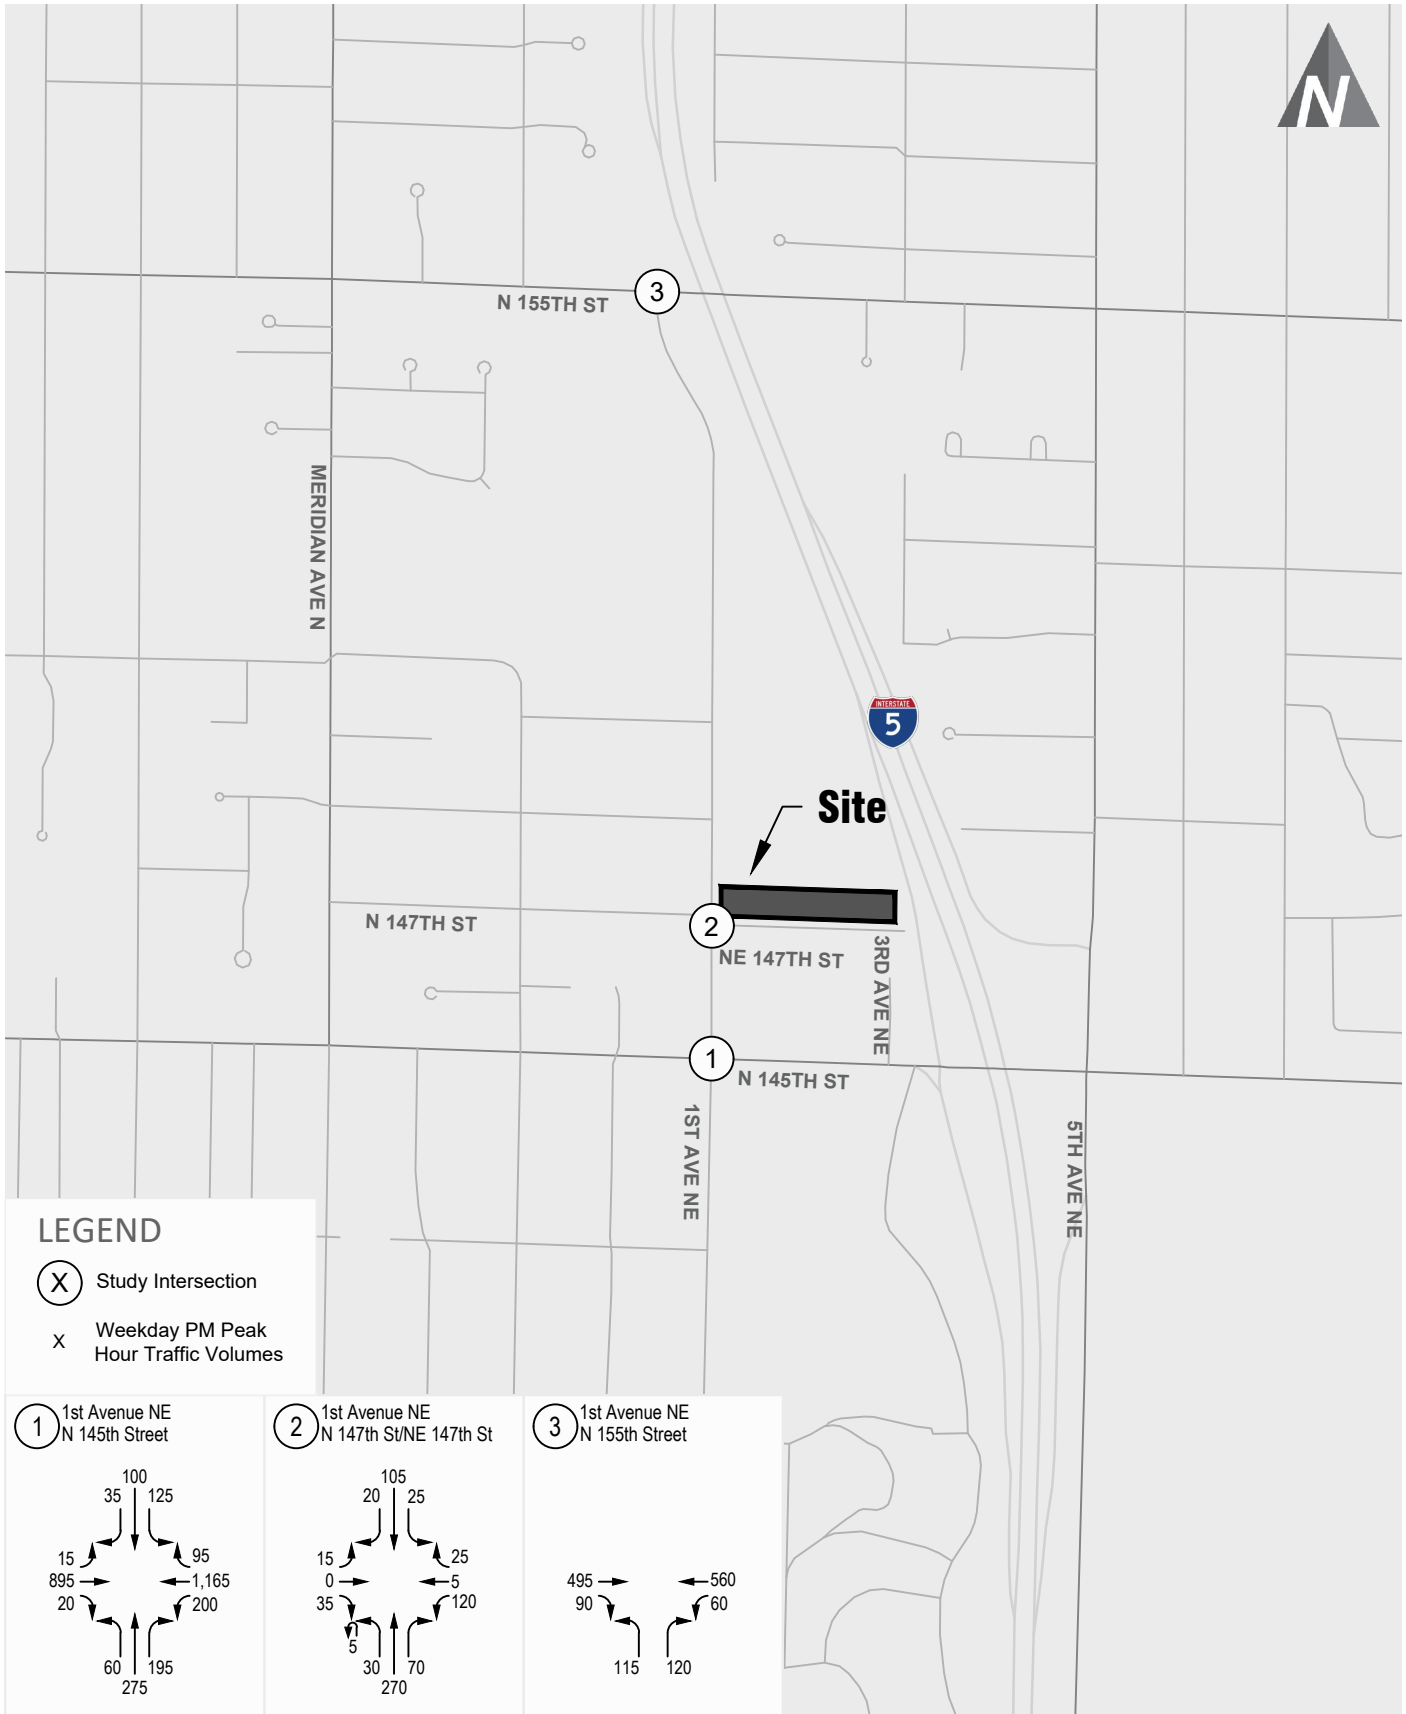 N
3
N 155TH ST
MERIDIAN AVE N
INTERSTATE
5
Site
N 147TH ST
2
NE 147TH ST
3RD AVE NE
1
N 145TH ST
1ST AVE NE
5TH AVE NE
LEGEND
X Study Intersection
X Weekday PM Peak
Hour Traffic Volumes
1 1st Avenue NE
N 145th Street
100
35 125
15 95
895 1,165
20 200
60 195
275
2 1st Avenue NE
N 147th St/NE 147th St
105
20 25
15 25
0 5
35 120
5
30 70
270
3 1st Avenue NE
N 155th Street
495 560
90 60
115 120